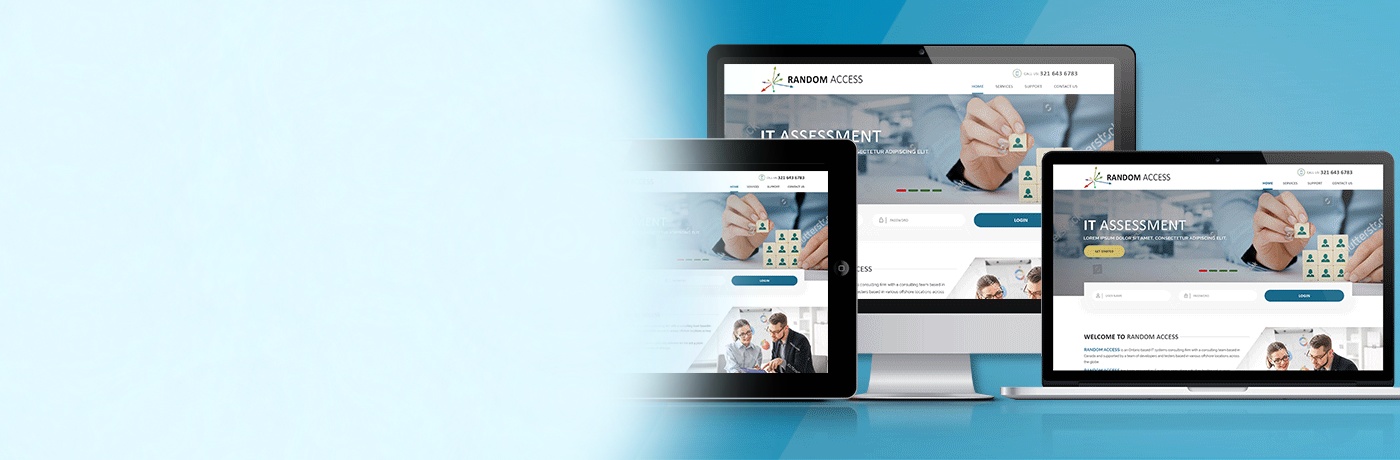 RANDOM ACCESS
CALL US 321 643 6783
HOME SERVICES SUPPORT CONTACT US
IT ASSESSMENT
CONSECTETUR ADIPISCING ELIT.
PASSWORD
LOGIN
a consulting firm with a consulting team based in
based in various offshore locations across
321 643 6783
HOME SERVICES SUPPORT CONTACT US
LOGIN
RANDOM ACCESS
CALL US 321 643 6783
HOME SERVICES SUPPORT CONTACT US
IT ASSESSMENT
LOREM IPSUM DOLOR SIT AMET, CONSECTETUR ADIPISCING ELIT.
GET STARTED
USER NAME
PASSWORD
LOGIN
WELCOME TO RANDOM ACCESS
RANDOM ACCESS is an Ontario based IT systems consulting firm with a consulting team based in
Canada and supported by a team of developers and testers based in various offshore locations across
the globe.
RANDOM ACCESS